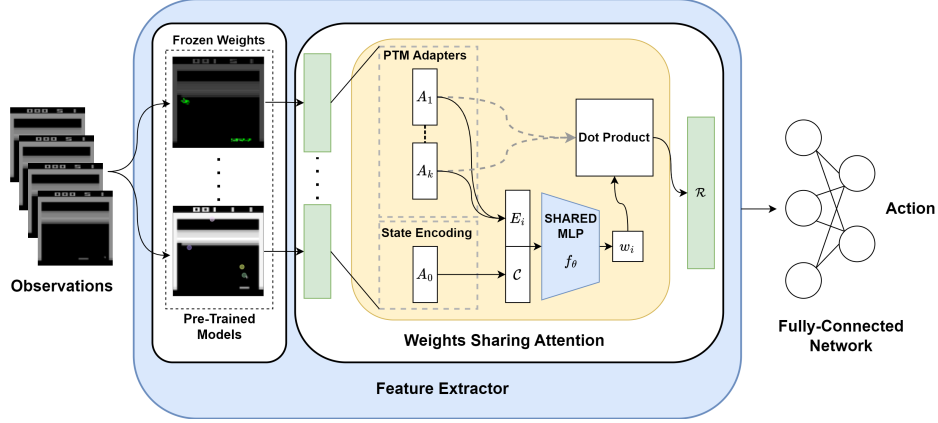 Frozen Weights
PTM Adapters
A₁
Aₖ
Dot Product
State Encoding
A₀
Eᵢ
𝒞
SHARED
MLP
f_θ
wᵢ
ℛ
Observations
Pre-Trained
Models
Weights Sharing Attention
Feature Extractor
Action
Fully-Connected
Network